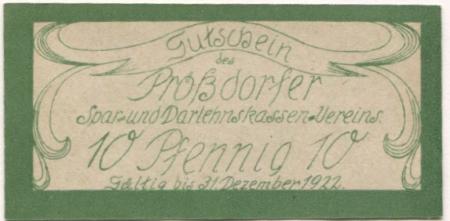 Gutschein
des
Proßdorfer
Spar- und Darlehnskassen-Vereins.
10 Pfennig 10
Gültig bis 31 Dezember 1922.